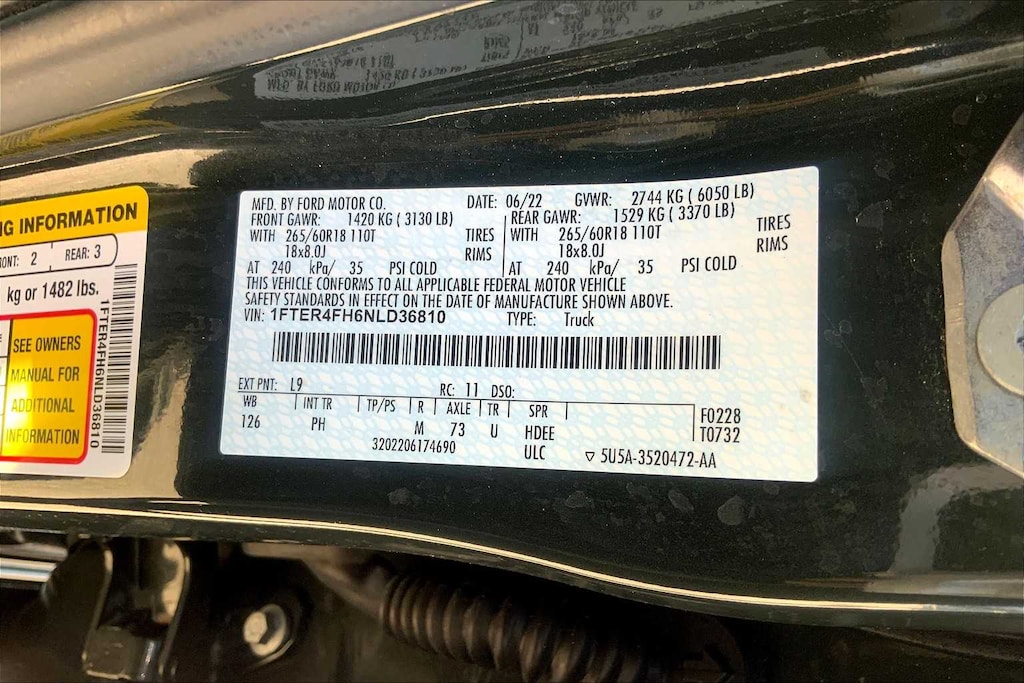 NG INFORMATION
ONT: 2 REAR: 3
kg or 1482 lbs.
SEE OWNERS
MANUAL FOR
ADDITIONAL
INFORMATION
1FTER4FH6NLD36810
MFD. BY FORD MOTOR CO. DATE: 06/22 GVWR: 2744 KG ( 6050 LB)
FRONT GAWR: 1420 KG ( 3130 LB) REAR GAWR: 1529 KG ( 3370 LB)
WITH 265/60R18 110T TIRES WITH 265/60R18 110T TIRES
18x8.0J RIMS 18x8.0J RIMS
AT 240 kPa/ 35 PSI COLD AT 240 kPa/ 35 PSI COLD
THIS VEHICLE CONFORMS TO ALL APPLICABLE FEDERAL MOTOR VEHICLE
SAFETY STANDARDS IN EFFECT ON THE DATE OF MANUFACTURE SHOWN ABOVE.
VIN: 1FTER4FH6NLD36810 TYPE: Truck
EXT PNT: L9 RC: 11 DSO:
WB INT TR TP/PS R AXLE TR SPR F0228
126 PH M 73 U HDEE T0732
3202206174690 ULC ▽ 5U5A-3520472-AA